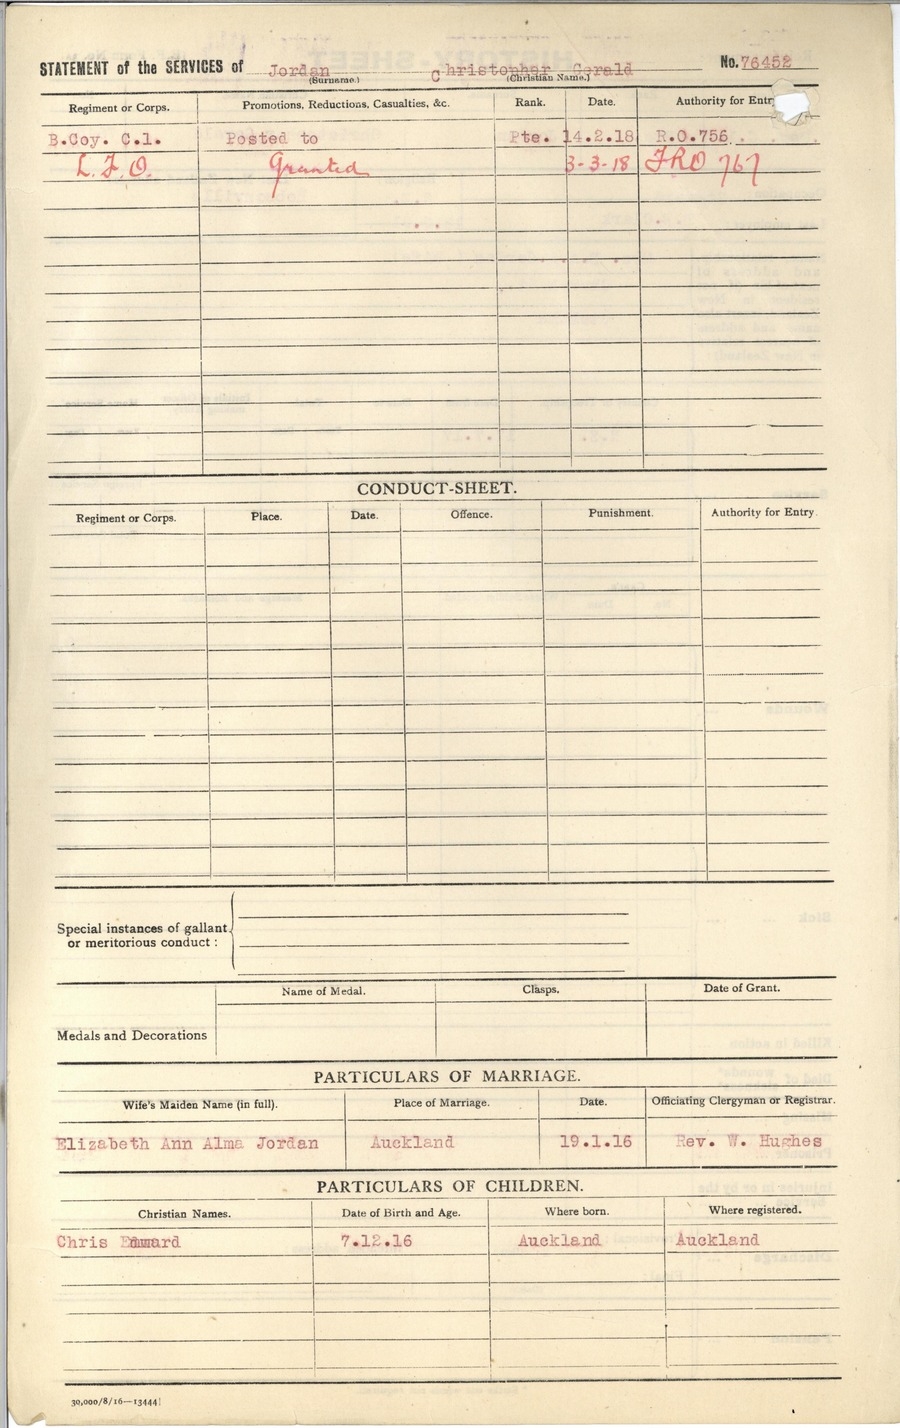 STATEMENT of the SERVICES of Jordan Christopher Gerald No. 76452
(Surname.) (Christian Name.)
Regiment or Corps. Promotions, Reductions, Casualties, &c. Rank. Date. Authority for Entry
B.Coy. C.1. Posted to Pte. 14.2.18 R.O.756
L.F.O. Granted 3-3-18 TRO 767
CONDUCT-SHEET.
Regiment or Corps. Place. Date. Offence. Punishment. Authority for Entry.
Special instances of gallant
or meritorious conduct :
Name of Medal. Clasps. Date of Grant.
Medals and Decorations
PARTICULARS OF MARRIAGE.
Wife's Maiden Name (in full). Place of Marriage. Date. Officiating Clergyman or Registrar.
Elizabeth Ann Alma Jordan Auckland 19.1.16 Rev. W. Hughes
PARTICULARS OF CHILDREN.
Christian Names. Date of Birth and Age. Where born. Where registered.
Chris Edward 7.12.16 Auckland Auckland
30,000/8/16—13444